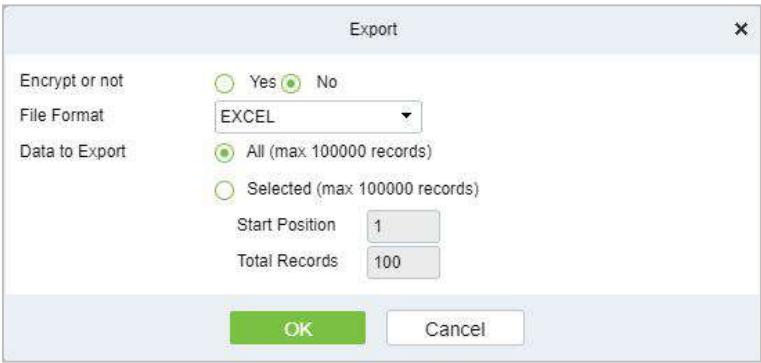 Export
Encrypt or not Yes No
File Format EXCEL
Data to Export All (max 100000 records)
Selected (max 100000 records)
Start Position 1
Total Records 100
OK Cancel